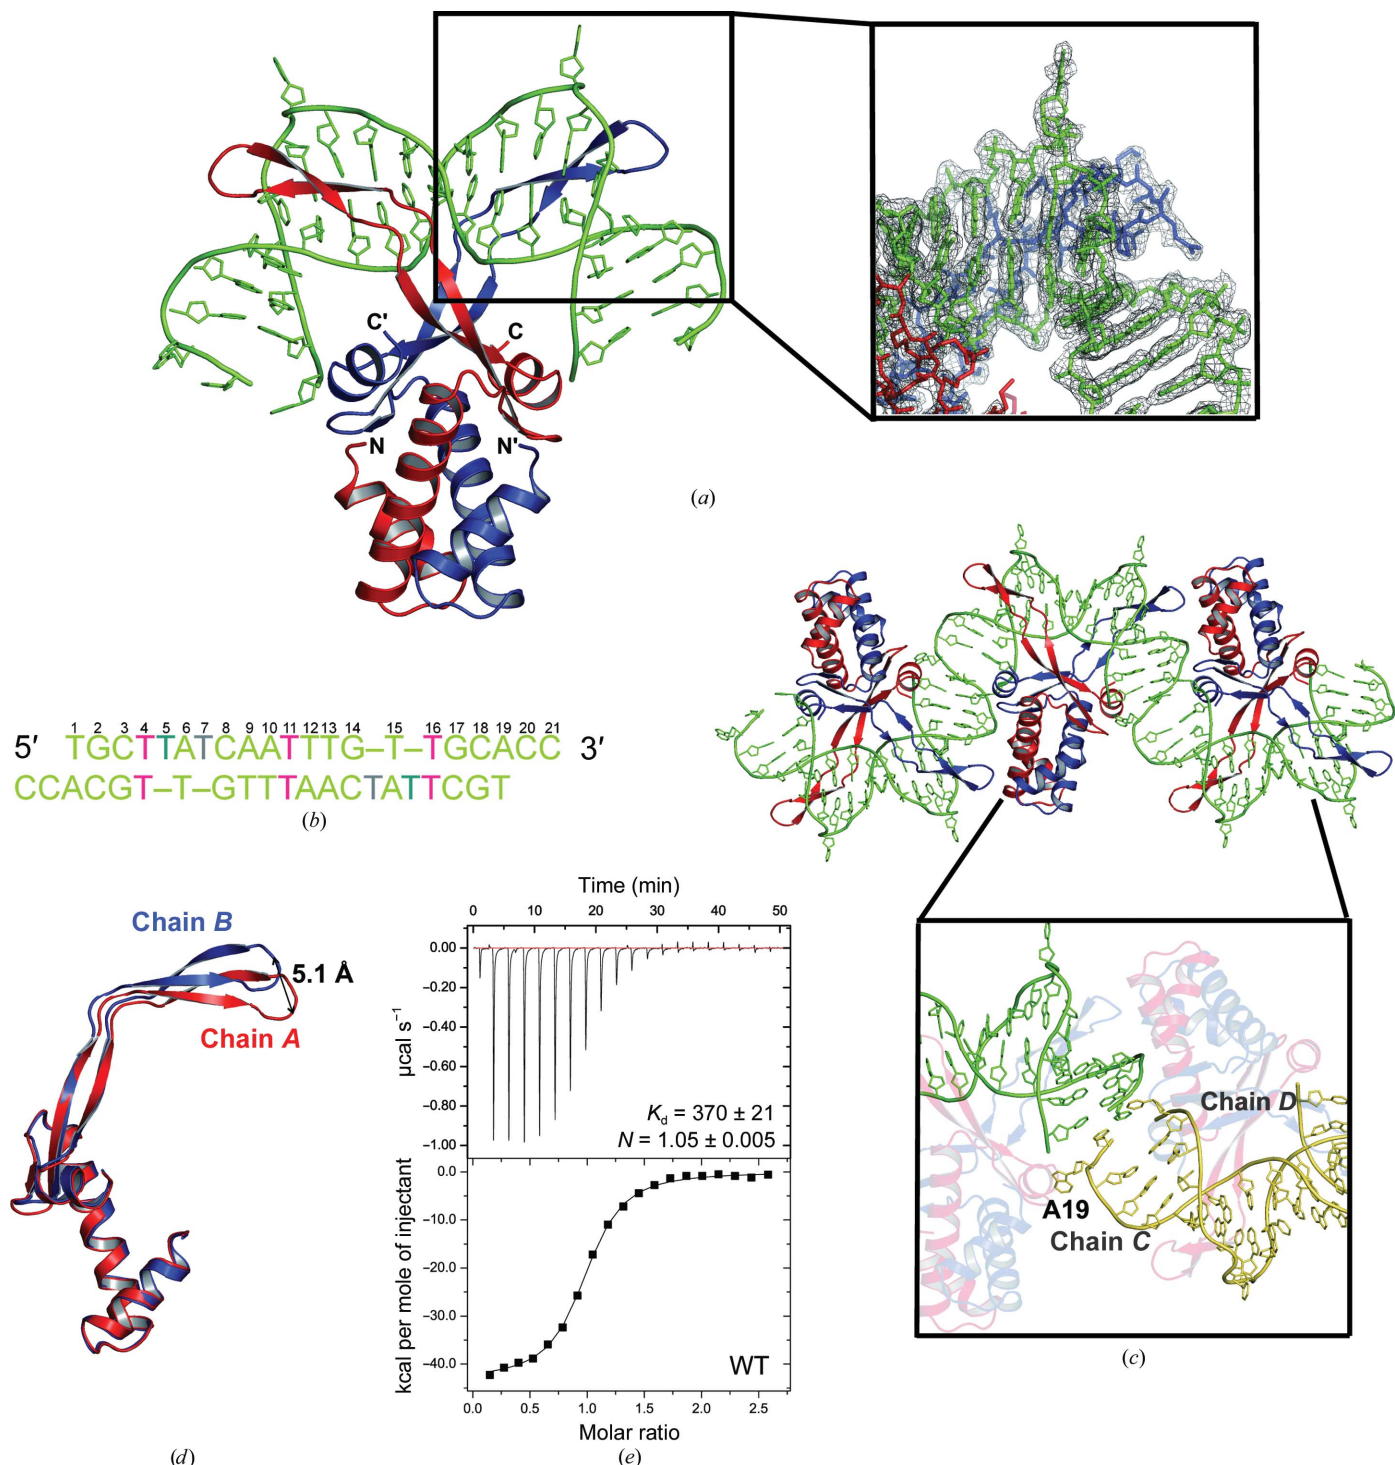 C'
C
N
N'
(a)
1 2 3 4 5 6 7 8 9 10 11 12 13 14 15 16 17 18 19 20 21
5′ TGCTTATCAATTTG–T–TGCACC 3′
CCACGT–T–GTTTAACTATTCGT
(b)
A19
Chain C
Chain D
(c)
Chain B
5.1 Å
Chain A
(d)
Time (min)
0 10 20 30 40 50
0.00
–0.20
–0.40
–0.60
–0.80
–1.00
µcal s⁻¹
Kd = 370 ± 21
N = 1.05 ± 0.005
0.0
–10.0
–20.0
–30.0
–40.0
kcal per mole of injectant
WT
0.0 0.5 1.0 1.5 2.0 2.5
Molar ratio
(e)